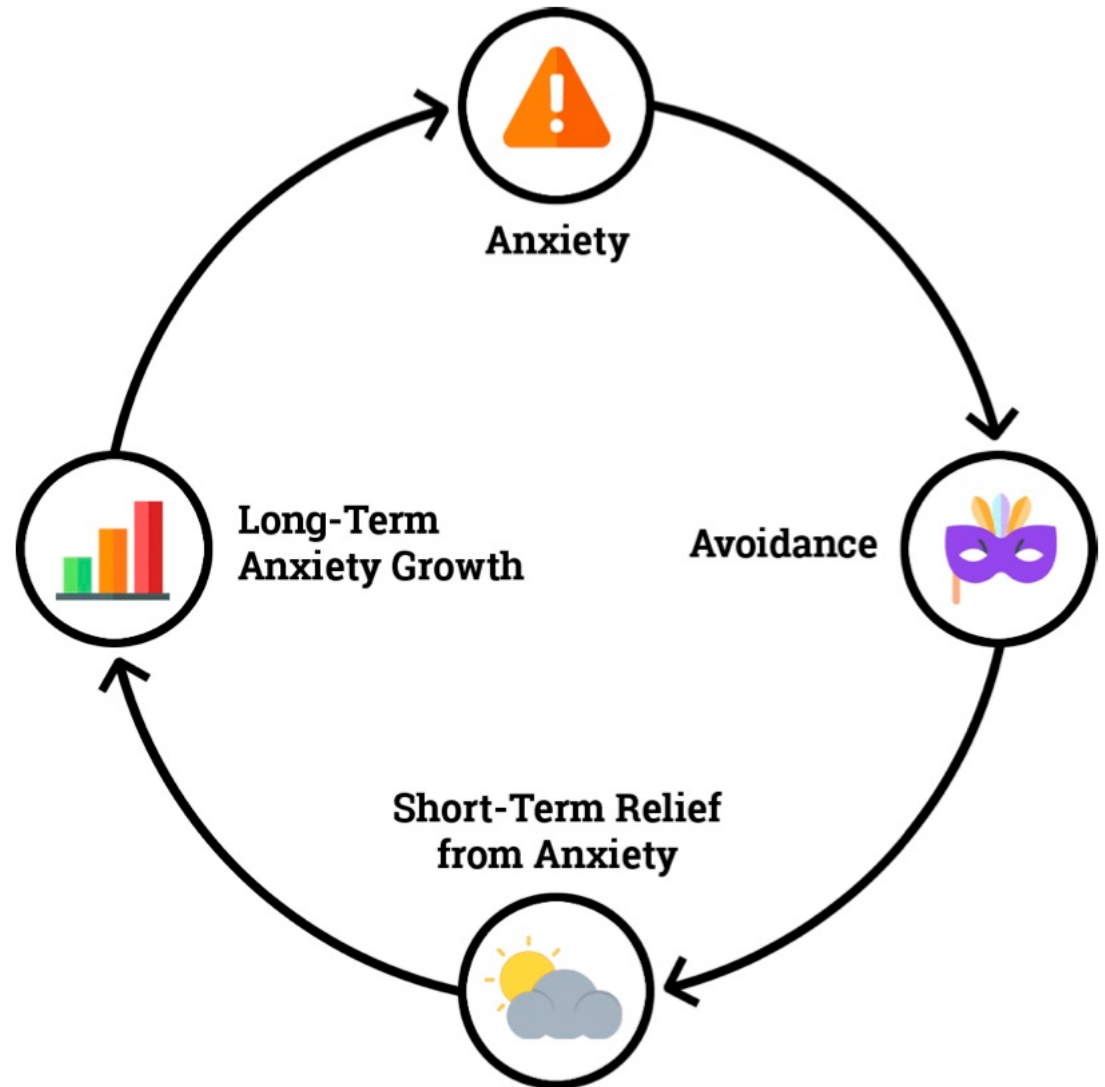 Anxiety
Avoidance
Short-Term Relief
from Anxiety
Long-Term
Anxiety Growth